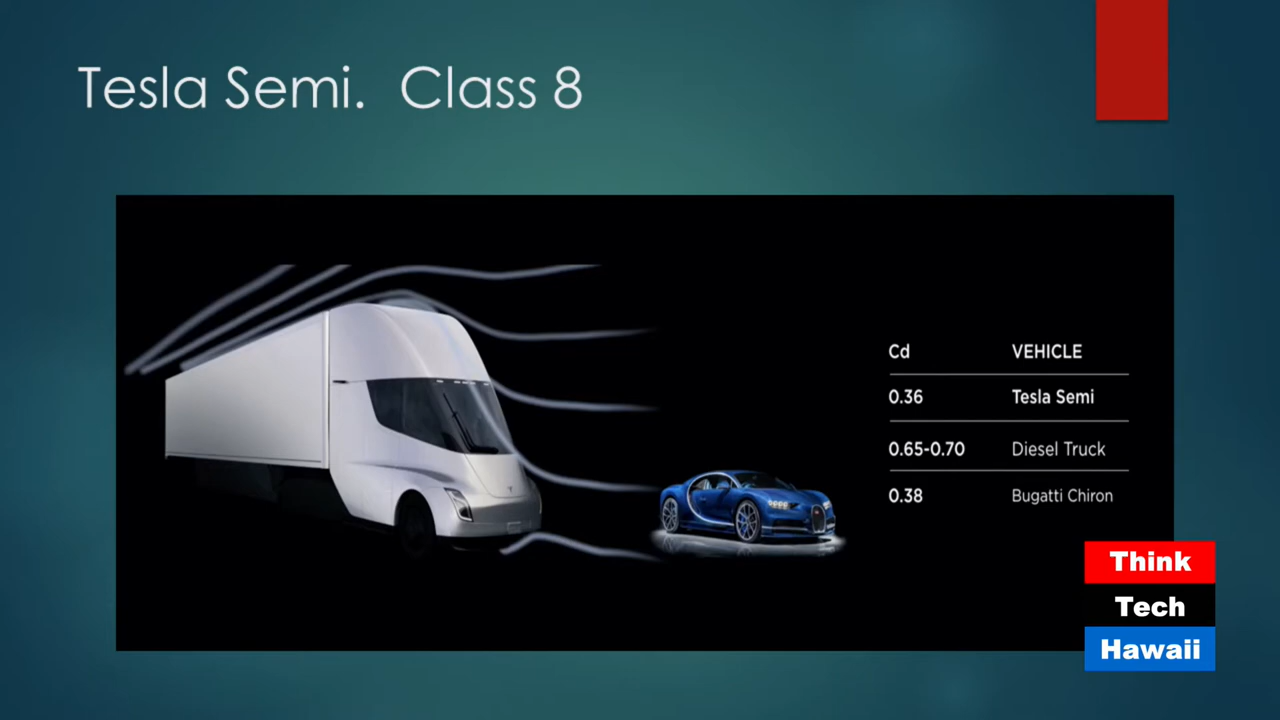 Tesla Semi. Class 8
Cd VEHICLE
0.36 Tesla Semi
0.65-0.70 Diesel Truck
0.38 Bugatti Chiron
Think
Tech
Hawaii